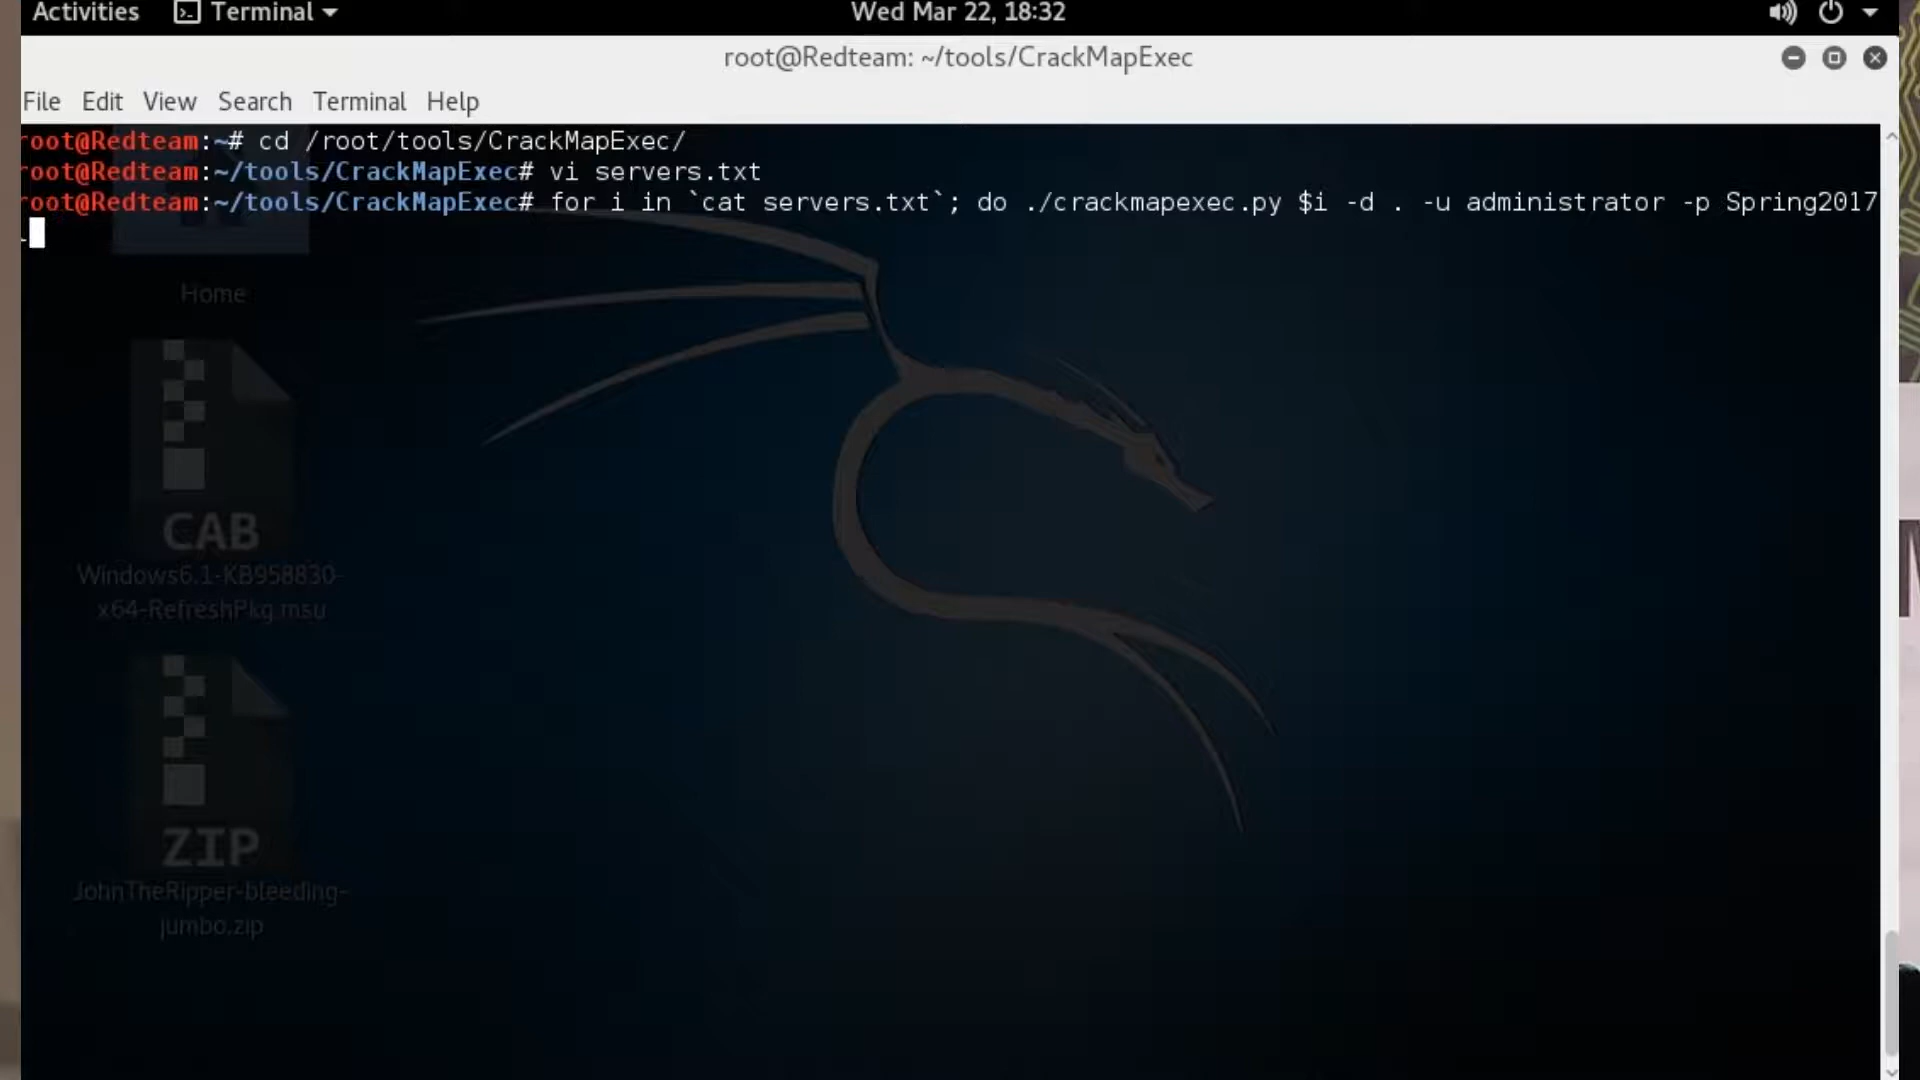 Activities Terminal Wed Mar 22, 18:32
root@Redteam: ~/tools/CrackMapExec
File Edit View Search Terminal Help
root@Redteam:~# cd /root/tools/CrackMapExec/
root@Redteam:~/tools/CrackMapExec# vi servers.txt
root@Redteam:~/tools/CrackMapExec# for i in `cat servers.txt`; do ./crackmapexec.py $i -d . -u administrator -p Spring2017
Home
CAB
Windows6.1-KB958830-
x64-RefreshPkg.msu
ZIP
JohnTheRipper-bleeding-
jumbo.zip